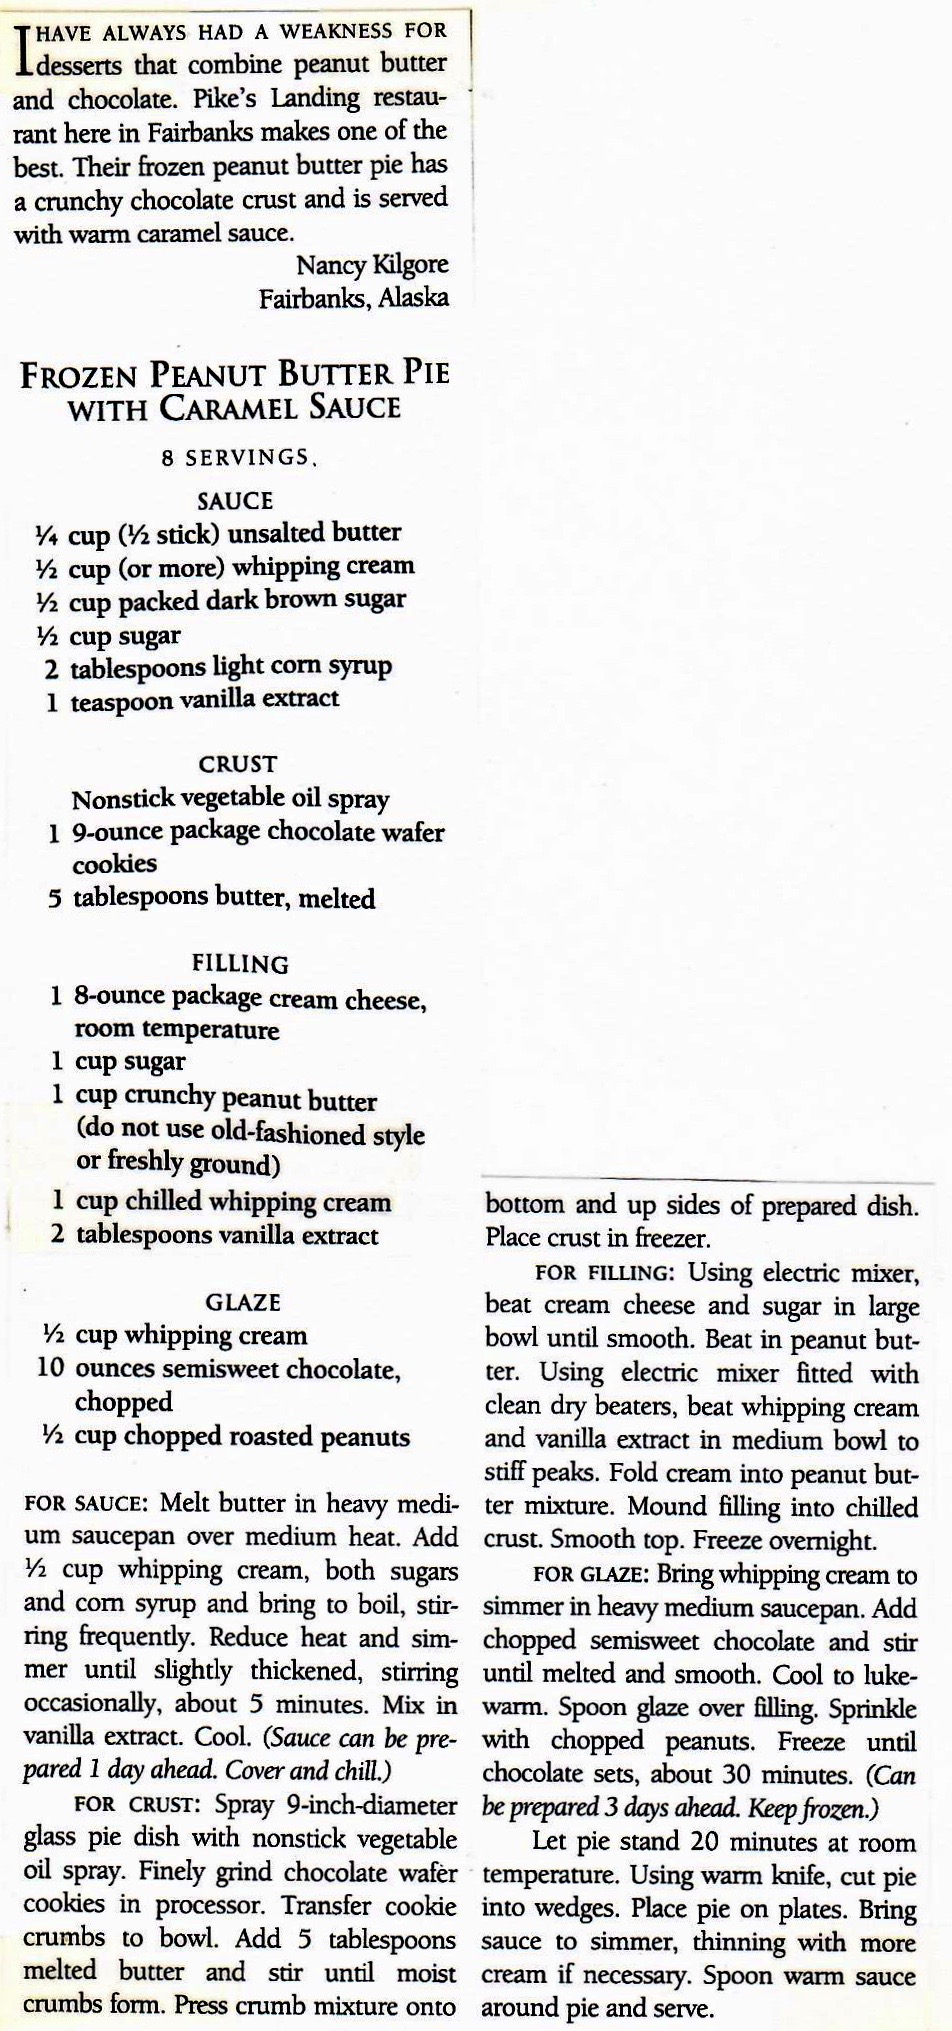 I HAVE ALWAYS HAD A WEAKNESS FOR
desserts that combine peanut butter
and chocolate. Pike's Landing restau-
rant here in Fairbanks makes one of the
best. Their frozen peanut butter pie has
a crunchy chocolate crust and is served
with warm caramel sauce.
Nancy Kilgore
Fairbanks, Alaska
FROZEN PEANUT BUTTER PIE
WITH CARAMEL SAUCE
8 SERVINGS.
SAUCE
¼ cup (½ stick) unsalted butter
½ cup (or more) whipping cream
½ cup packed dark brown sugar
½ cup sugar
2 tablespoons light corn syrup
1 teaspoon vanilla extract
CRUST
Nonstick vegetable oil spray
1 9-ounce package chocolate wafer
cookies
5 tablespoons butter, melted
FILLING
1 8-ounce package cream cheese,
room temperature
1 cup sugar
1 cup crunchy peanut butter
(do not use old-fashioned style
or freshly ground)
1 cup chilled whipping cream
2 tablespoons vanilla extract
GLAZE
½ cup whipping cream
10 ounces semisweet chocolate,
chopped
½ cup chopped roasted peanuts
FOR SAUCE: Melt butter in heavy medi-
um saucepan over medium heat. Add
½ cup whipping cream, both sugars
and corn syrup and bring to boil, stir-
ring frequently. Reduce heat and sim-
mer until slightly thickened, stirring
occasionally, about 5 minutes. Mix in
vanilla extract. Cool. (Sauce can be pre-
pared 1 day ahead. Cover and chill.)
FOR CRUST: Spray 9-inch-diameter
glass pie dish with nonstick vegetable
oil spray. Finely grind chocolate wafer
cookies in processor. Transfer cookie
crumbs to bowl. Add 5 tablespoons
melted butter and stir until moist
crumbs form. Press crumb mixture onto
bottom and up sides of prepared dish.
Place crust in freezer.
FOR FILLING: Using electric mixer,
beat cream cheese and sugar in large
bowl until smooth. Beat in peanut but-
ter. Using electric mixer fitted with
clean dry beaters, beat whipping cream
and vanilla extract in medium bowl to
stiff peaks. Fold cream into peanut but-
ter mixture. Mound filling into chilled
crust. Smooth top. Freeze overnight.
FOR GLAZE: Bring whipping cream to
simmer in heavy medium saucepan. Add
chopped semisweet chocolate and stir
until melted and smooth. Cool to luke-
warm. Spoon glaze over filling. Sprinkle
with chopped peanuts. Freeze until
chocolate sets, about 30 minutes. (Can
be prepared 3 days ahead. Keep frozen.)
Let pie stand 20 minutes at room
temperature. Using warm knife, cut pie
into wedges. Place pie on plates. Bring
sauce to simmer, thinning with more
cream if necessary. Spoon warm sauce
around pie and serve.